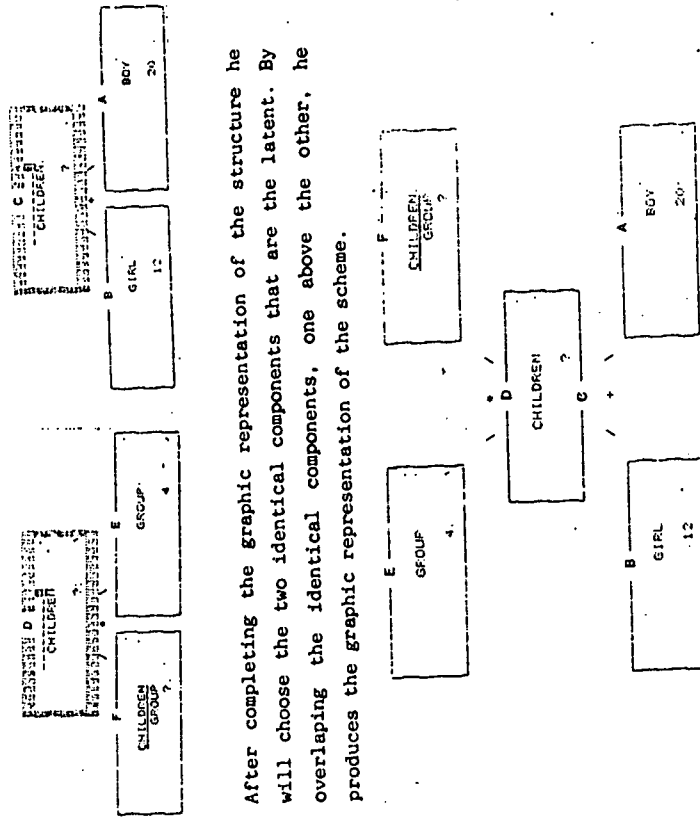 D
CHILDREN
?
F
CHILDREN
GROUP
?
*
E
GROUP
4
C
CHILDREN
?
B
GIRL
12
+
A
BOY
20
After completing the graphic representation of the structure he
will choose the two identical components that are the latent. By
overlaping the identical components, one above the other, he
produces the graphic representation of the scheme.
E
GROUP
4
F
CHILDREN
GROUP
?
*
D
CHILDREN
?
C
+
B
GIRL
12
A
BOY
20